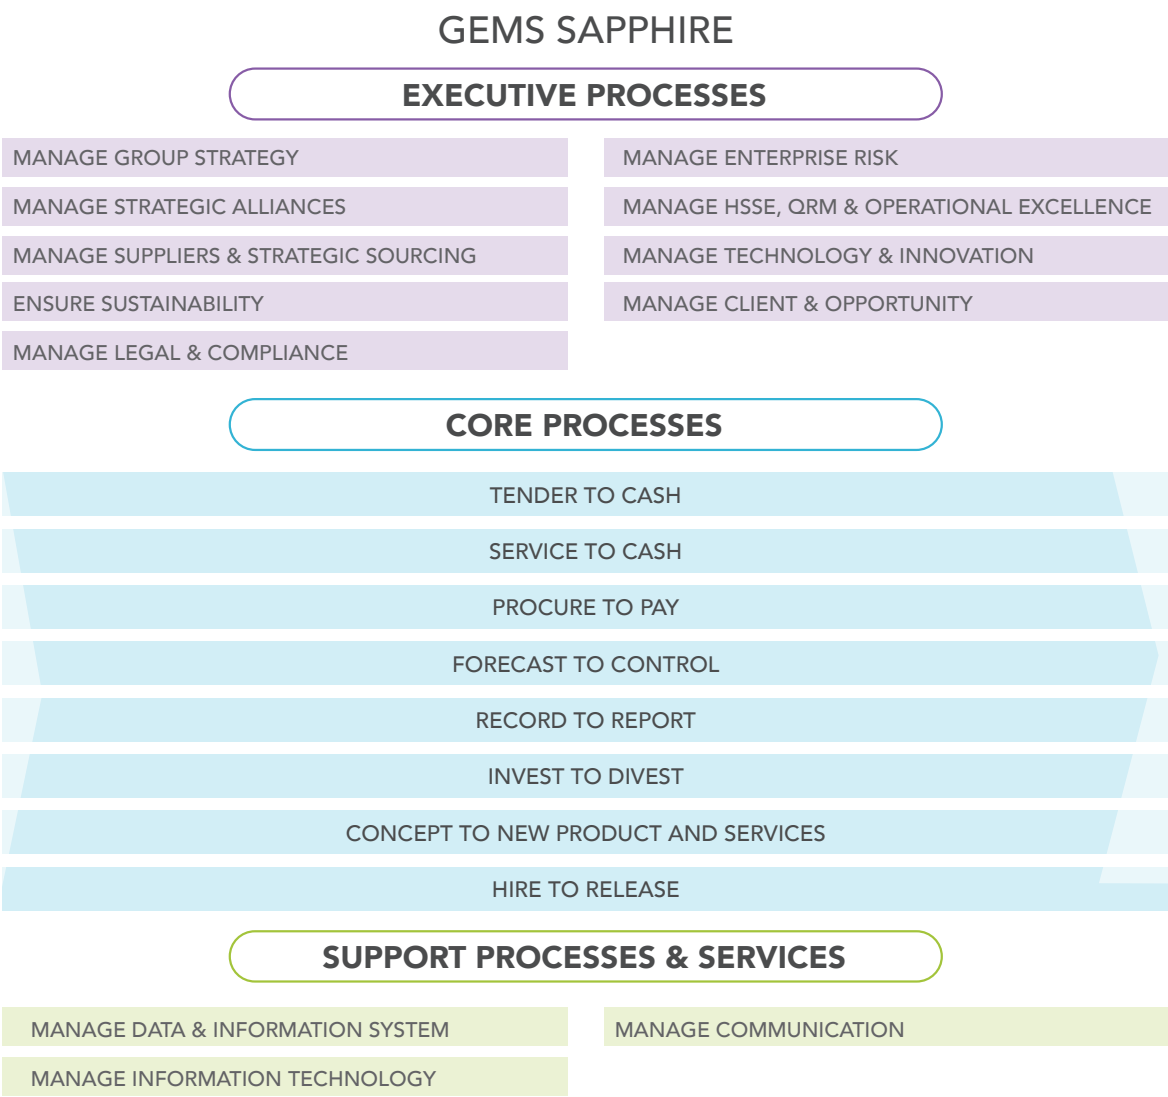 GEMS SAPPHIRE
EXECUTIVE PROCESSES
MANAGE GROUP STRATEGY
MANAGE STRATEGIC ALLIANCES
MANAGE SUPPLIERS & STRATEGIC SOURCING
ENSURE SUSTAINABILITY
MANAGE LEGAL & COMPLIANCE
MANAGE ENTERPRISE RISK
MANAGE HSSE, QRM & OPERATIONAL EXCELLENCE
MANAGE TECHNOLOGY & INNOVATION
MANAGE CLIENT & OPPORTUNITY
CORE PROCESSES
TENDER TO CASH
SERVICE TO CASH
PROCURE TO PAY
FORECAST TO CONTROL
RECORD TO REPORT
INVEST TO DIVEST
CONCEPT TO NEW PRODUCT AND SERVICES
HIRE TO RELEASE
SUPPORT PROCESSES & SERVICES
MANAGE DATA & INFORMATION SYSTEM
MANAGE INFORMATION TECHNOLOGY
MANAGE COMMUNICATION